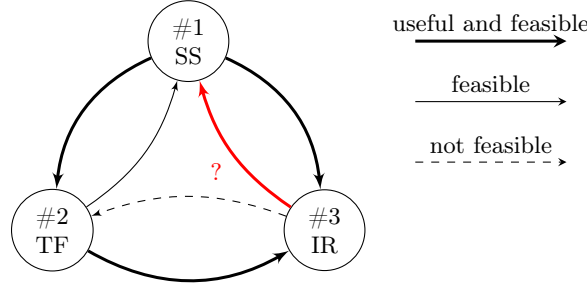 #1
SS
useful and feasible
feasible
not feasible
?
#2
TF
#3
IR